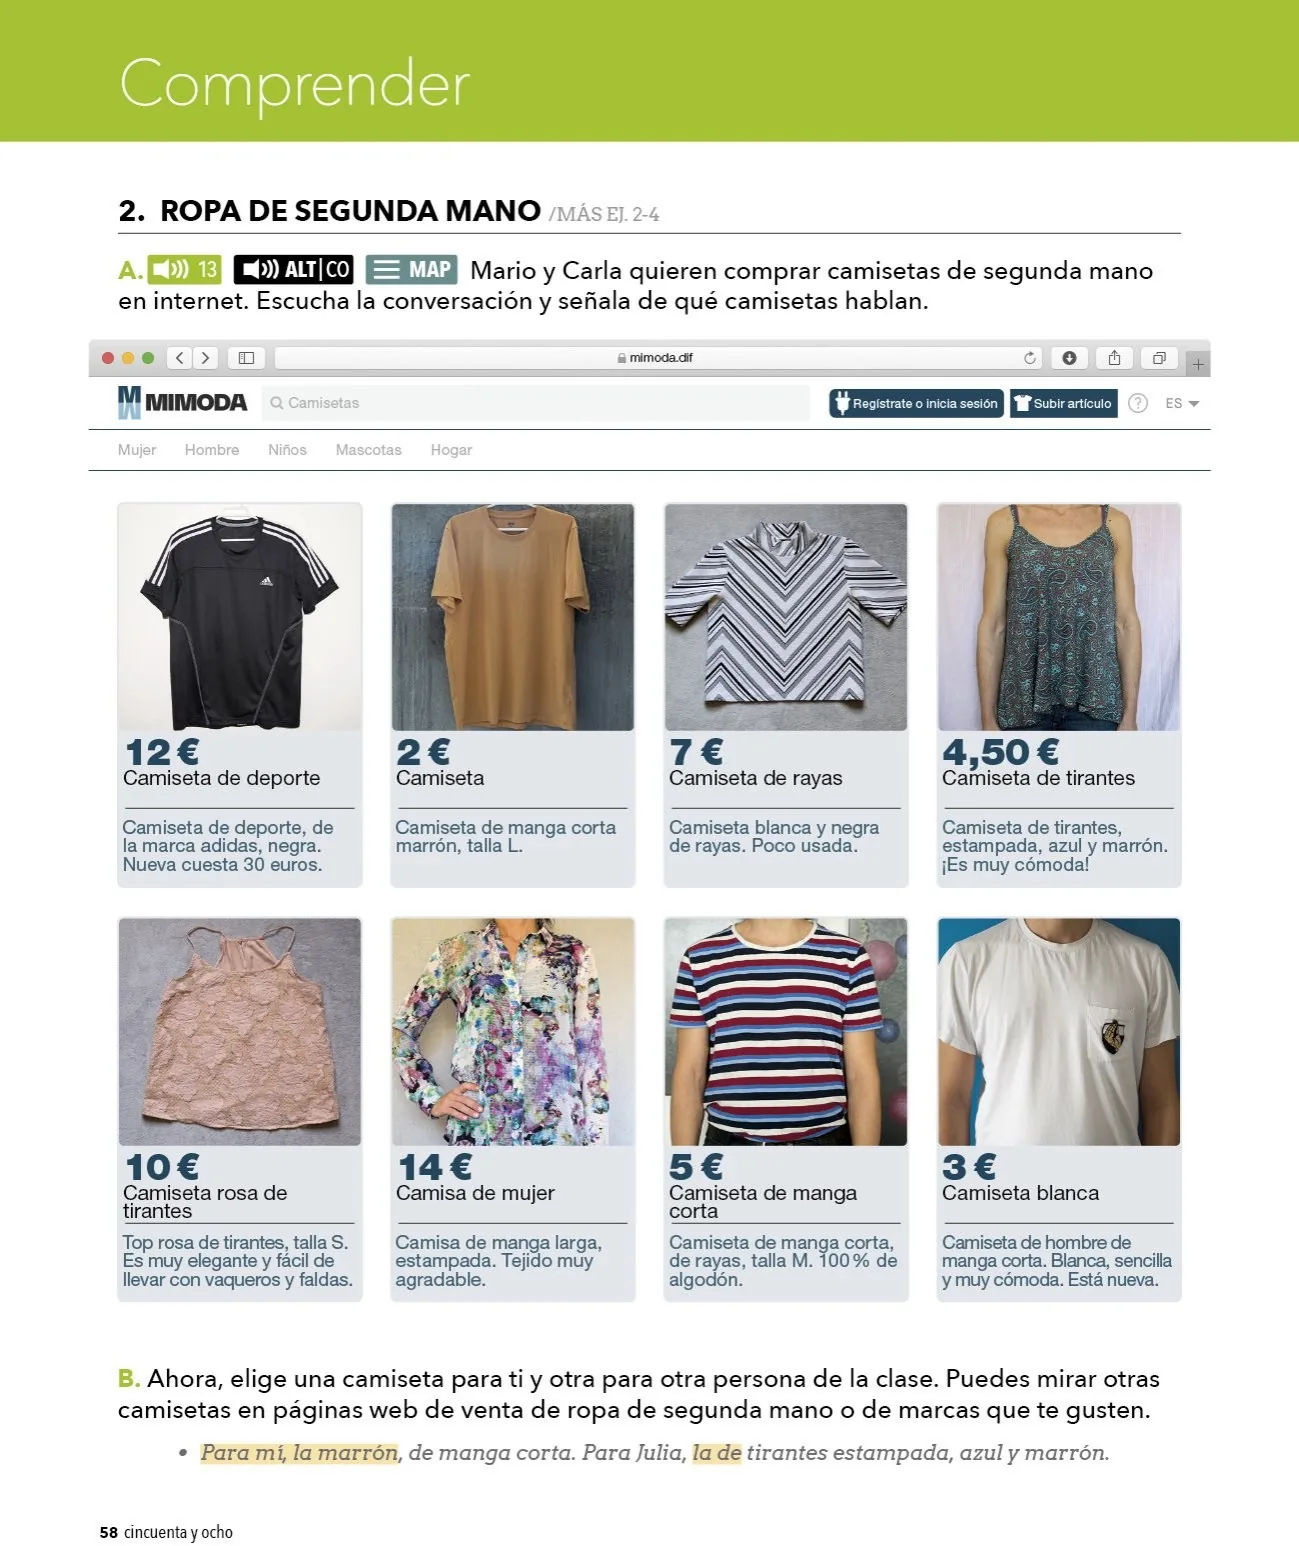 Comprender
2. ROPA DE SEGUNDA MANO /MÁS EJ. 2-4
A. 13 ALT|CO MAP Mario y Carla quieren comprar camisetas de segunda mano
en internet. Escucha la conversación y señala de qué camisetas hablan.
mimoda.dif
MIMODA
Camisetas
Regístrate o inicia sesión
Subir artículo
?
ES
Mujer Hombre Niños Mascotas Hogar
adidas
12 €
Camiseta de deporte
Camiseta de deporte, de
la marca adidas, negra.
Nueva cuesta 30 euros.
2 €
Camiseta
Camiseta de manga corta
marrón, talla L.
7 €
Camiseta de rayas
Camiseta blanca y negra
de rayas. Poco usada.
4,50 €
Camiseta de tirantes
Camiseta de tirantes,
estampada, azul y marrón.
¡Es muy cómoda!
10 €
Camiseta rosa de
tirantes
Top rosa de tirantes, talla S.
Es muy elegante y fácil de
llevar con vaqueros y faldas.
14 €
Camisa de mujer
Camisa de manga larga,
estampada. Tejido muy
agradable.
5 €
Camiseta de manga
corta
Camiseta de manga corta,
de rayas, talla M. 100 % de
algodón.
3 €
Camiseta blanca
Camiseta de hombre de
manga corta. Blanca, sencilla
y muy cómoda. Está nueva.
B. Ahora, elige una camiseta para ti y otra para otra persona de la clase. Puedes mirar otras
camisetas en páginas web de venta de ropa de segunda mano o de marcas que te gusten.
• Para mí, la marrón, de manga corta. Para Julia, la de tirantes estampada, azul y marrón.
58 cincuenta y ocho